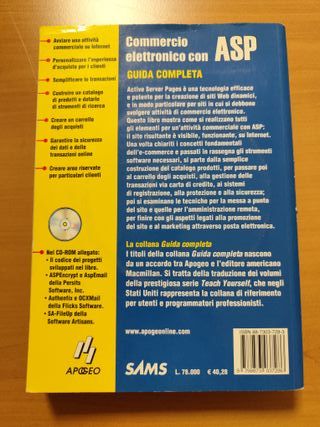 Avviare una attività
commerciale su Internet
Personalizzare l'esperienza
d'acquisto per i clienti
Semplificare le transazioni
Costruire un catalogo
di prodotti e dotarlo
di strumenti di ricerca
Creare un carrello
degli acquisti
Garantire la sicurezza
dei dati e delle
transazioni online
Creare aree riservate
per particolari clienti
Nel CD-ROM allegato:
• Il codice dei progetti
sviluppati nel libro.
• ASPEncrypt e AspEmail
della Persits
Software, Inc.
• Authentix e OCXMail
della Flicks Software.
• SA-FileUp della
Software Artisans.
APOGEO
Commercio
elettronico con ASP
GUIDA COMPLETA
Active Server Pages è una tecnologia efficace
e potente per la creazione di siti Web dinamici,
e in modo particolare per siti in cui si debbono
svolgere attività di commercio elettronico.
Questo libro mostra come si realizzano tutti
gli elementi per un'attività commerciale con ASP:
il sito risultante è visibile, funzionante, su Internet.
Una volta chiariti i concetti fondamentali
dell'e-commerce e passati in rassegna gli strumenti
software necessari, si parte dalla semplice
costruzione del catalogo prodotti, per passare poi
al carrello degli acquisti, alla gestione delle
transazioni via carta di credito, ai sistemi
di registrazione, alla protezione e alla sicurezza;
poi si esaminano le tecniche per la messa a punto
del sito e quelle per l'amministrazione remota,
per finire con gli aspetti legati alla promozione
del sito e al marketing attraverso posta elettronica.
La collana Guida completa
I titoli della collana Guida completa nascono
da un accordo tra Apogeo e l'editore americano
Macmillan. Si tratta della traduzione dei volumi
della prestigiosa serie Teach Yourself, che negli
Stati Uniti rappresenta la collana di riferimento
per utenti e programmatori professionisti.
www.apogeonline.com
SAMS
L. 78.000 € 40,28